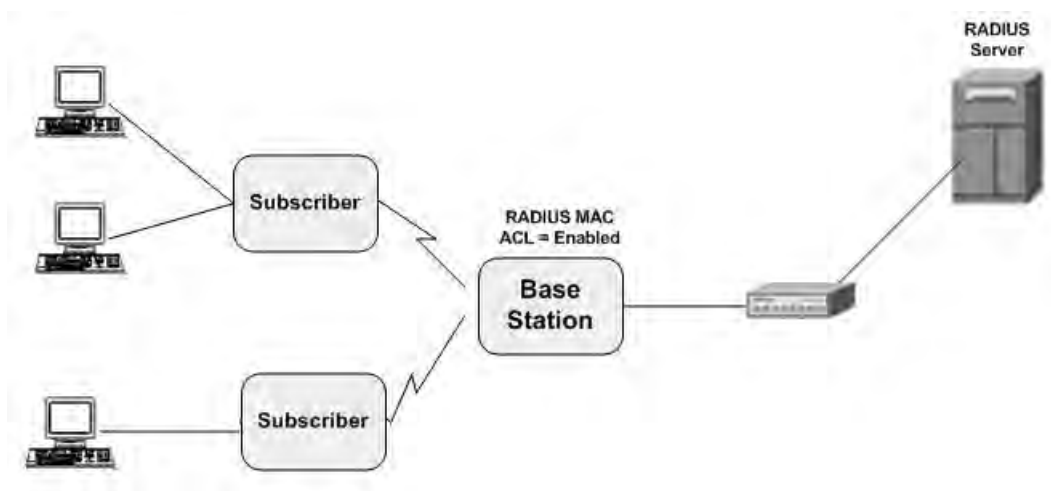 RADIUS
Server
Subscriber
RADIUS MAC
ACL = Enabled
Base
Station
Subscriber